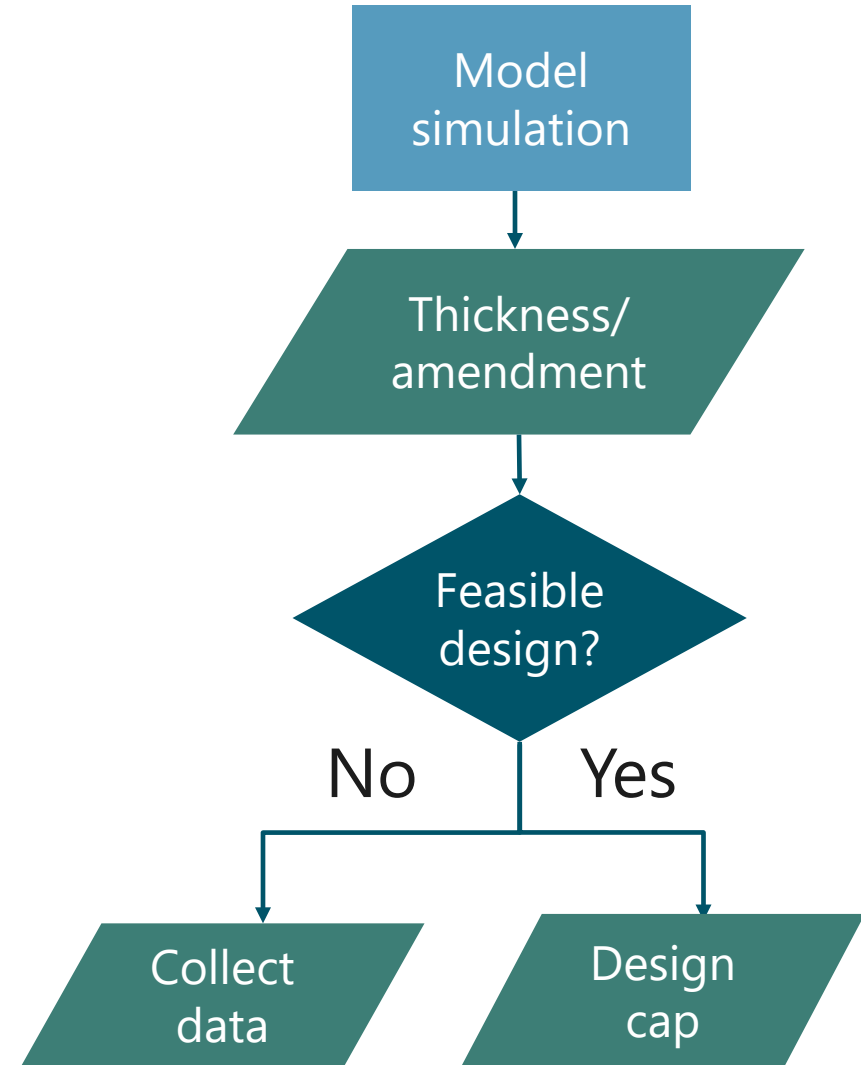 Model
simulation
Thickness/
amendment
Feasible
design?
No
Yes
Collect
data
Design
cap